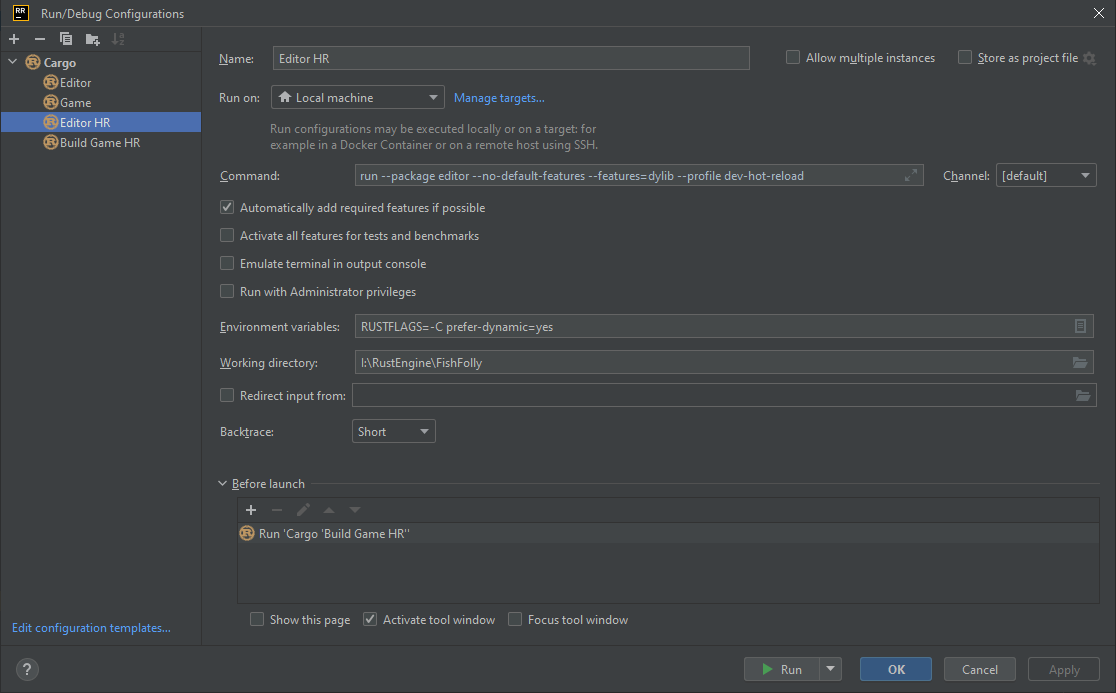 RR Run/Debug Configurations
Cargo
Editor
Game
Editor HR
Build Game HR
Edit configuration templates...
Name: Editor HR
Allow multiple instances
Store as project file
Run on: Local machine Manage targets...
Run configurations may be executed locally or on a target: for
example in a Docker Container or on a remote host using SSH.
Command: run --package editor --no-default-features --features=dylib --profile dev-hot-reload Channel: [default]
Automatically add required features if possible
Activate all features for tests and benchmarks
Emulate terminal in output console
Run with Administrator privileges
Environment variables: RUSTFLAGS=-C prefer-dynamic=yes
Working directory: I:\RustEngine\FishFolly
Redirect input from:
Backtrace: Short
Before launch
Run 'Cargo 'Build Game HR''
Show this page Activate tool window Focus tool window
? Run OK Cancel Apply